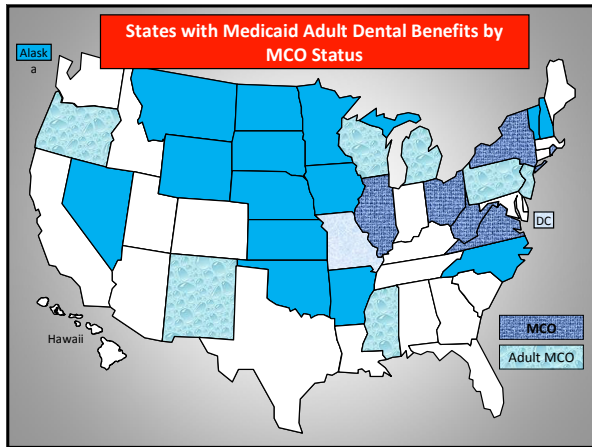 States with Medicaid Adult Dental Benefits by
MCO Status
Alask
a
DC
Hawaii
MCO
Adult MCO